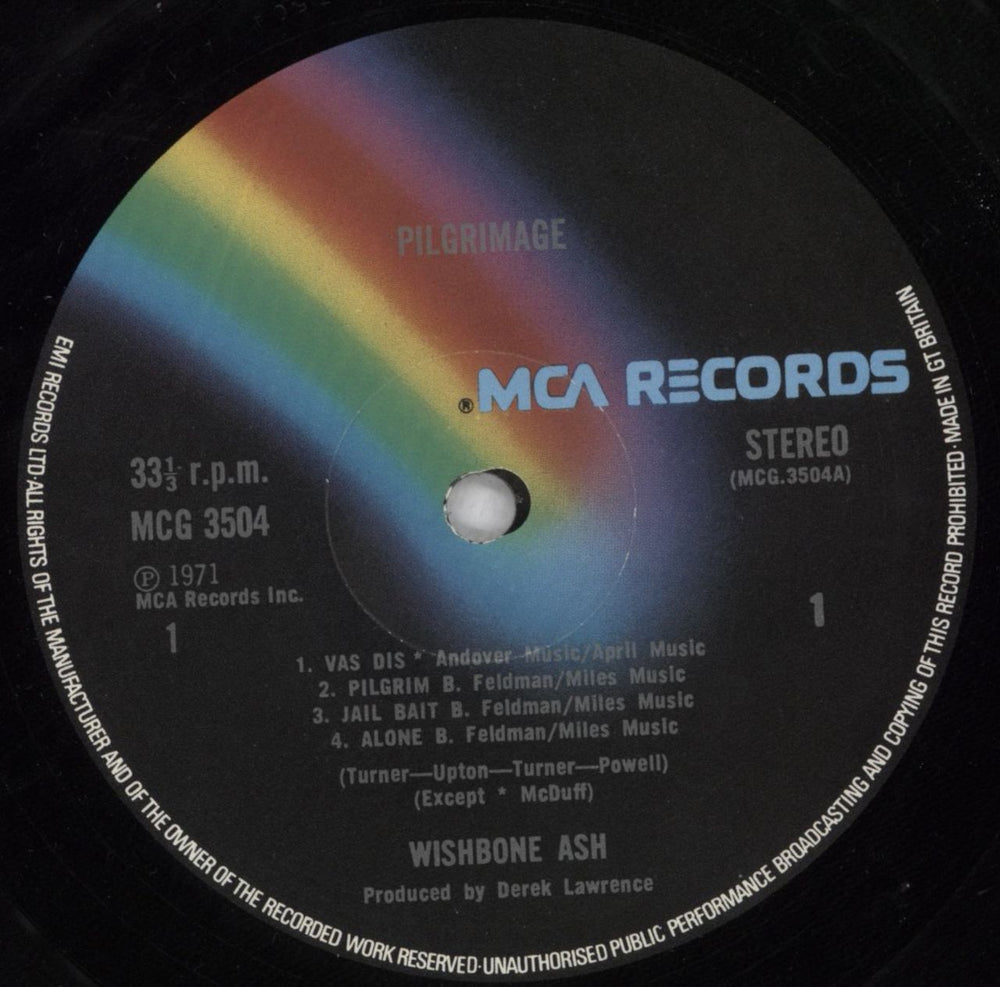 PILGRIMAGE
® MCA RECORDS
STEREO
(MCG.3504A)
33⅓ r.p.m.
MCG 3504
Ⓟ 1971
MCA Records Inc.
1
1
1. VAS DIS * Andover Music/April Music
2. PILGRIM B. Feldman/Miles Music
3. JAIL BAIT B. Feldman/Miles Music
4. ALONE B. Feldman/Miles Music
(Turner—Upton—Turner—Powell)
(Except * McDuff)
WISHBONE ASH
Produced by Derek Lawrence
EMI RECORDS LTD·ALL RIGHTS OF THE MANUFACTURER AND OF THE OWNER OF THE RECORDED WORK RESERVED·UNAUTHORISED PUBLIC PERFORMANCE BROADCASTING AND COPYING OF THIS RECORD PROHIBITED·MADE IN GT BRITAIN